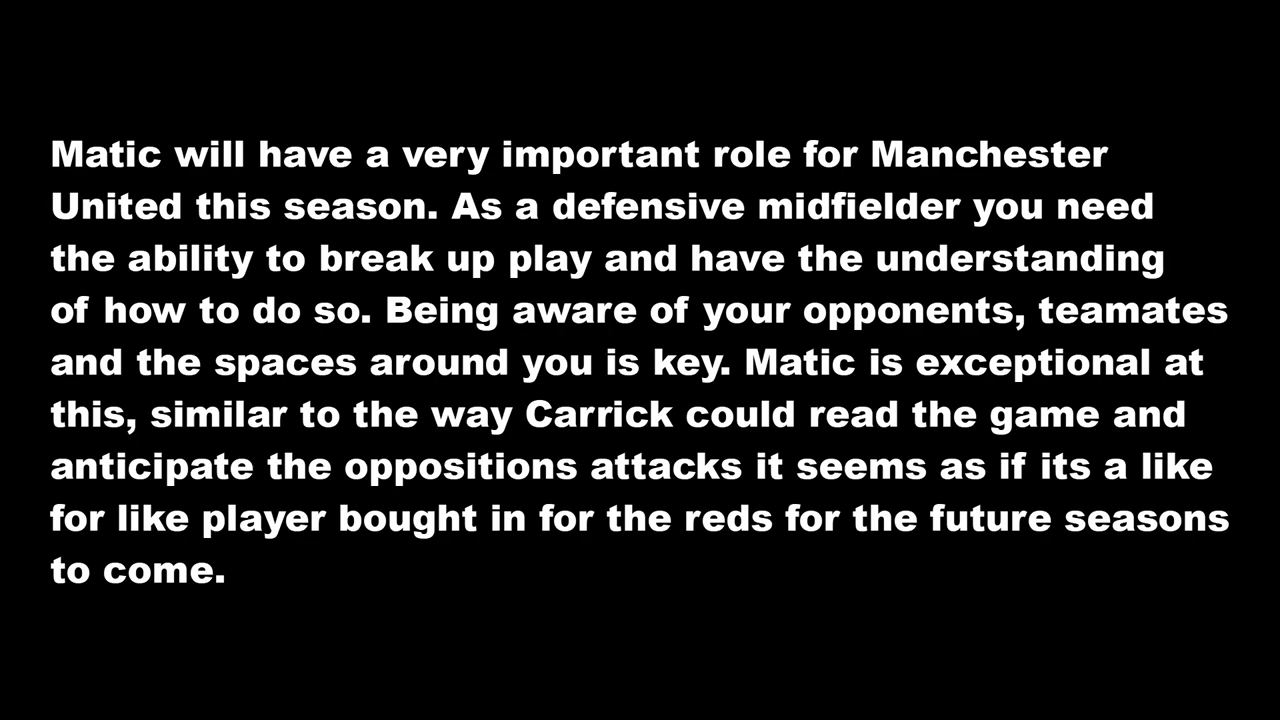 Matic will have a very important role for Manchester
United this season. As a defensive midfielder you need
the ability to break up play and have the understanding
of how to do so. Being aware of your opponents, teamates
and the spaces around you is key. Matic is exceptional at
this, similar to the way Carrick could read the game and
anticipate the oppositions attacks it seems as if its a like
for like player bought in for the reds for the future seasons
to come.